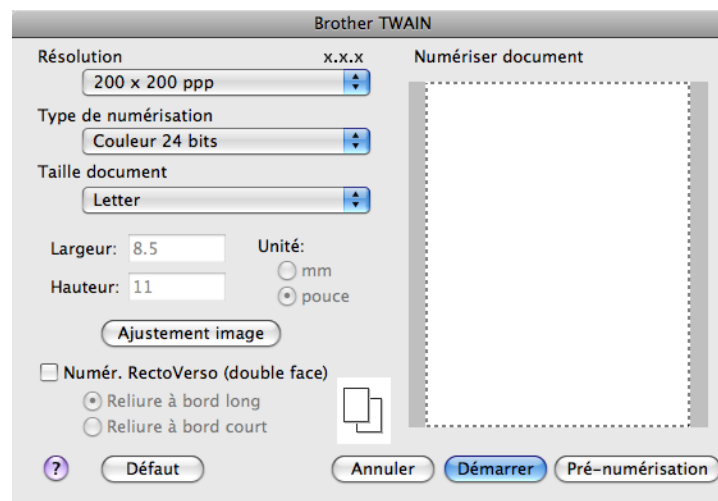 Brother TWAIN
Résolution x.x.x
200 x 200 ppp
Type de numérisation
Couleur 24 bits
Taille document
Letter
Largeur: 8.5
Hauteur: 11
Unité:
mm
pouce
Ajustement image
Numér. RectoVerso (double face)
Reliure à bord long
Reliure à bord court
Numériser document
? Défaut Annuler Démarrer Pré-numérisation